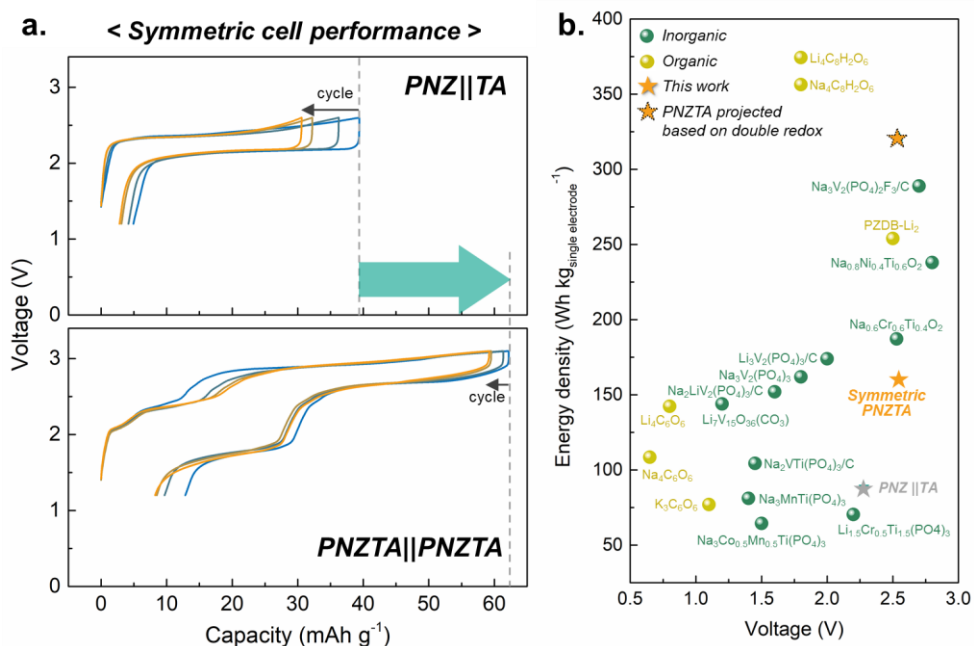 a.
< Symmetric cell performance >
PNZ||TA
cycle
3
2
1
0
3
2
1
0
cycle
PNZTA||PNZTA
0 10 20 30 40 50 60
Voltage (V)
Capacity (mAh g⁻¹)
b.
Inorganic
Organic
This work
PNZTA projected
based on double redox
Li₄C₈H₂O₆
Na₄C₈H₂O₆
Na₃V₂(PO₄)₂F₃/C
PZDB-Li₂
Na₀.₈Ni₀.₄Ti₀.₆O₂
Na₀.₆Cr₀.₆Ti₀.₄O₂
Li₃V₂(PO₄)₃/C
Na₃V₂(PO₄)₃
Na₂LiV₂(PO₄)₃/C
Symmetric
PNZTA
Li₄C₆O₆
Li₇V₁₅O₃₆(CO₃)
Na₄C₆O₆
Na₂VTi(PO₄)₃/C
PNZ||TA
K₃C₆O₆
Na₃MnTi(PO₄)₃
Li₁.₅Cr₀.₅Ti₁.₅(PO4)₃
Na₃Co₀.₅Mn₀.₅Ti(PO₄)₃
400
350
300
250
200
150
100
50
0.5 1.0 1.5 2.0 2.5 3.0
Energy density (Wh kg single electrode⁻¹)
Voltage (V)